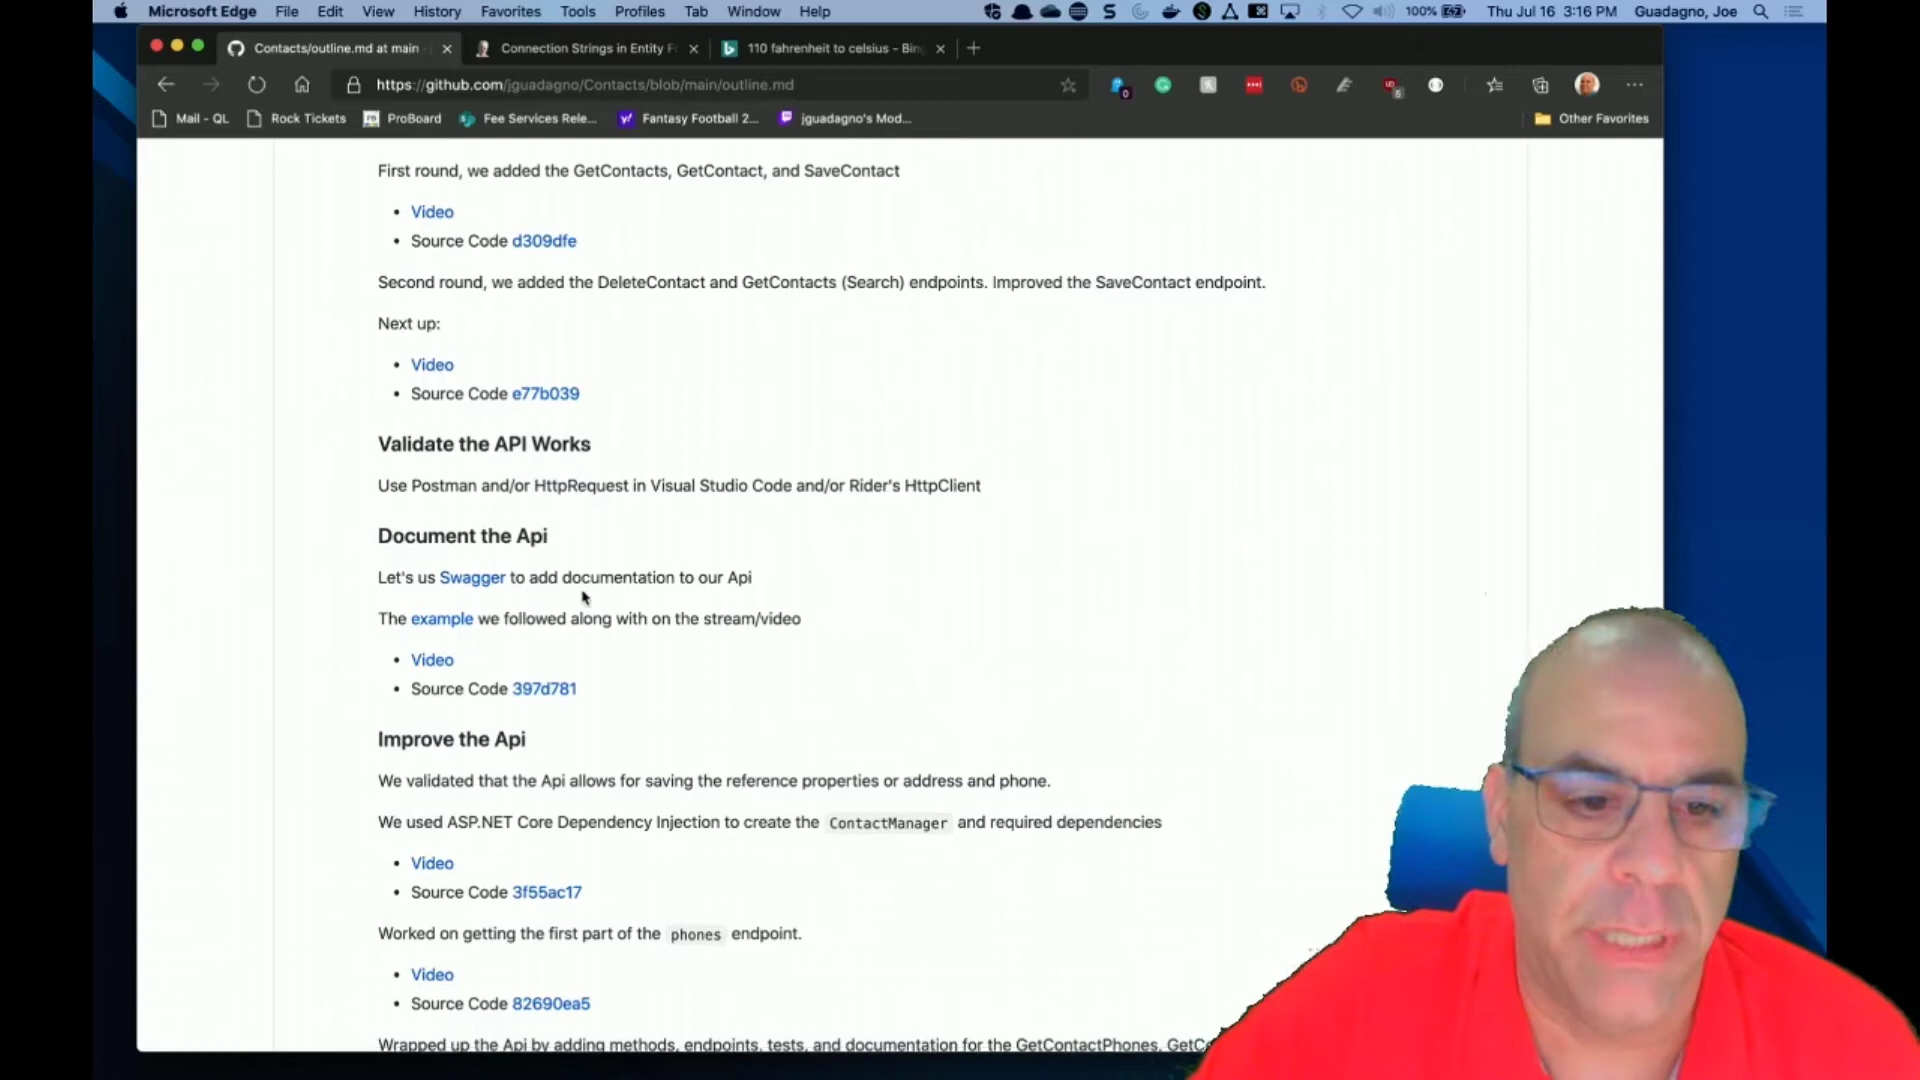 Microsoft Edge File Edit View History Favorites Tools Profiles Tab Window Help 100% Thu Jul 16 3:16 PM Guadagno, Joe
Contacts/outline.md at main Connection Strings in Entity F 110 fahrenheit to celsius - Bin
https://github.com/jguadagno/Contacts/blob/main/outline.md
Mail - QL Rock Tickets ProBoard Fee Services Rele... Fantasy Football 2... jguadagno's Mod... Other Favorites
First round, we added the GetContacts, GetContact, and SaveContact
• Video
• Source Code d309dfe
Second round, we added the DeleteContact and GetContacts (Search) endpoints. Improved the SaveContact endpoint.
Next up:
• Video
• Source Code e77b039
Validate the API Works
Use Postman and/or HttpRequest in Visual Studio Code and/or Rider's HttpClient
Document the Api
Let's us Swagger to add documentation to our Api
The example we followed along with on the stream/video
• Video
• Source Code 397d781
Improve the Api
We validated that the Api allows for saving the reference properties or address and phone.
We used ASP.NET Core Dependency Injection to create the ContactManager and required dependencies
• Video
• Source Code 3f55ac17
Worked on getting the first part of the phones endpoint.
• Video
• Source Code 82690ea5
Wrapped up the Api by adding methods, endpoints, tests, and documentation for the GetContactPhones,